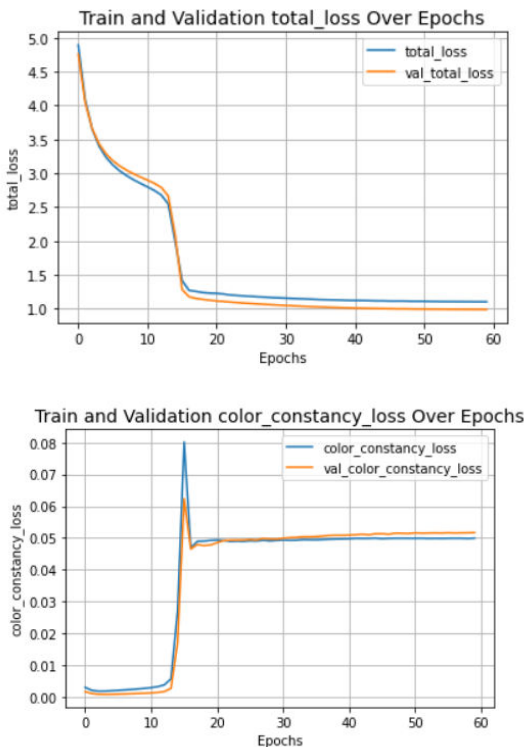 Train and Validation total_loss Over Epochs
total_loss
val_total_loss
5.0
4.5
4.0
3.5
3.0
2.5
2.0
1.5
1.0
total_loss
0 10 20 30 40 50 60
Epochs
Train and Validation color_constancy_loss Over Epochs
color_constancy_loss
val_color_constancy_loss
0.08
0.07
0.06
0.05
0.04
0.03
0.02
0.01
0.00
color_constancy_loss
0 10 20 30 40 50 60
Epochs